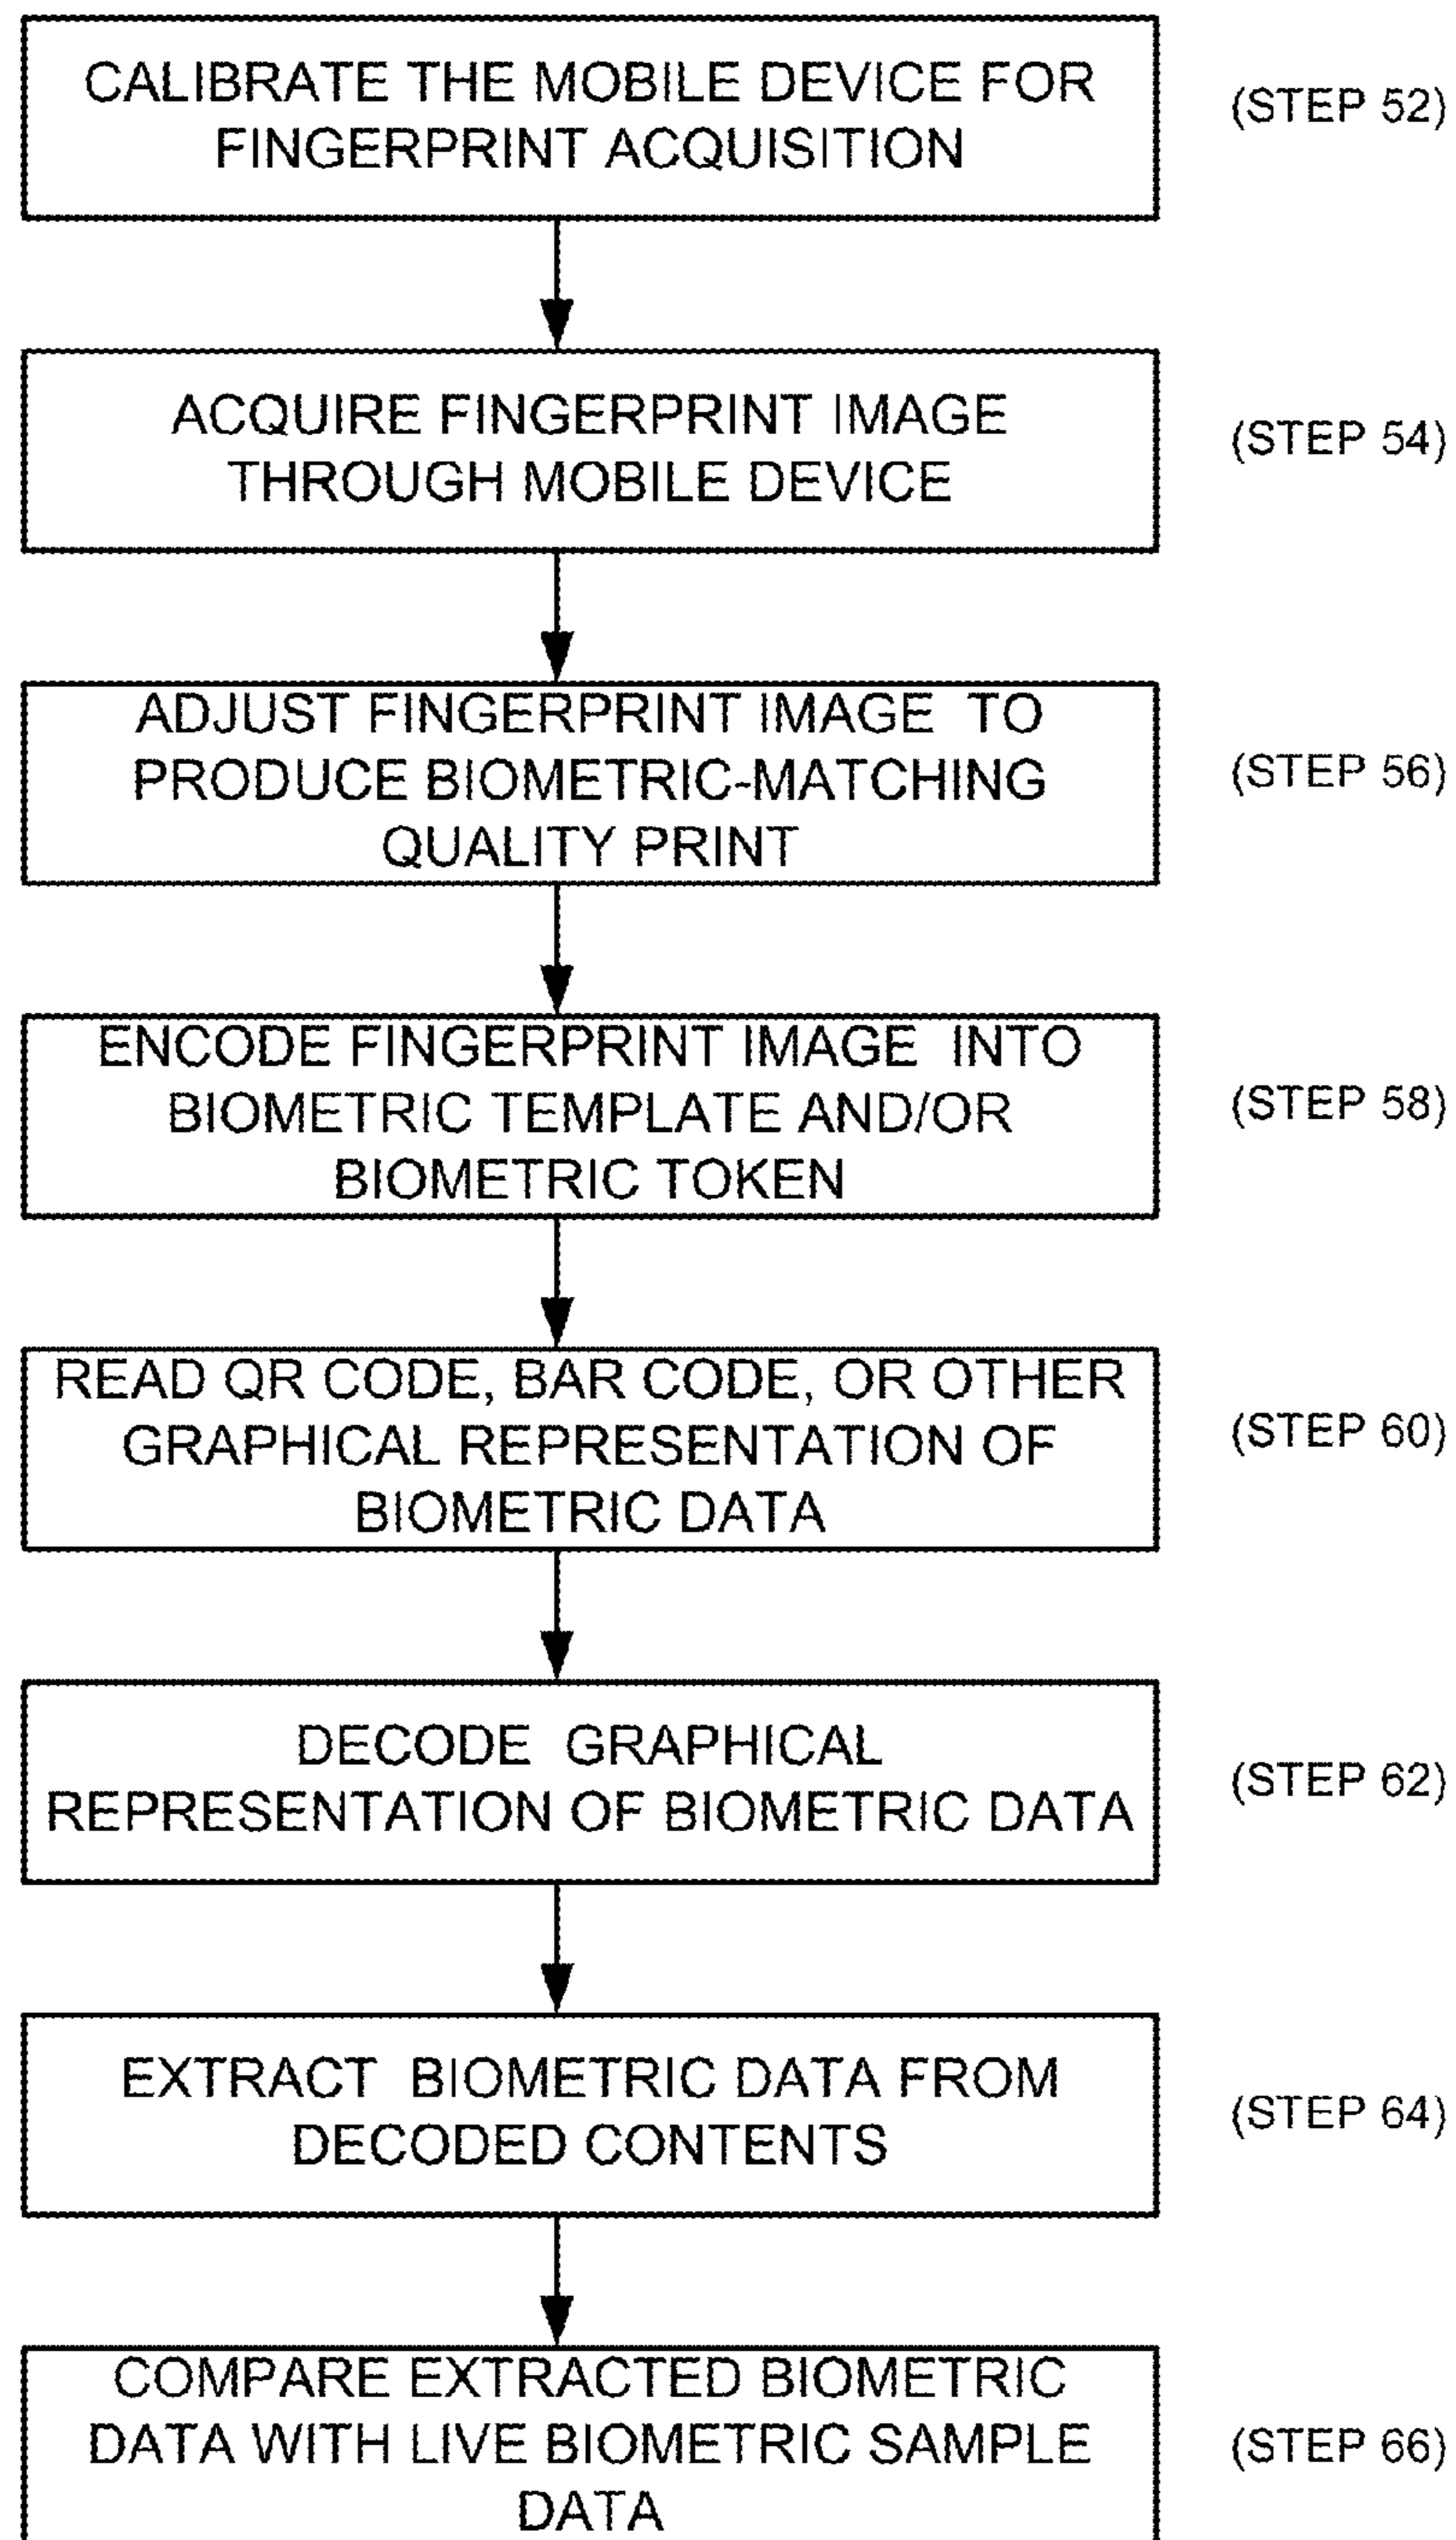 CALIBRATE THE MOBILE DEVICE FOR
FINGERPRINT ACQUISITION
(STEP 52)
ACQUIRE FINGERPRINT IMAGE
THROUGH MOBILE DEVICE
(STEP 54)
ADJUST FINGERPRINT IMAGE TO
PRODUCE BIOMETRIC-MATCHING
QUALITY PRINT
(STEP 56)
ENCODE FINGERPRINT IMAGE INTO
BIOMETRIC TEMPLATE AND/OR
BIOMETRIC TOKEN
(STEP 58)
READ QR CODE, BAR CODE, OR OTHER
GRAPHICAL REPRESENTATION OF
BIOMETRIC DATA
(STEP 60)
DECODE GRAPHICAL
REPRESENTATION OF BIOMETRIC DATA
(STEP 62)
EXTRACT BIOMETRIC DATA FROM
DECODED CONTENTS
(STEP 64)
COMPARE EXTRACTED BIOMETRIC
DATA WITH LIVE BIOMETRIC SAMPLE
DATA
(STEP 66)